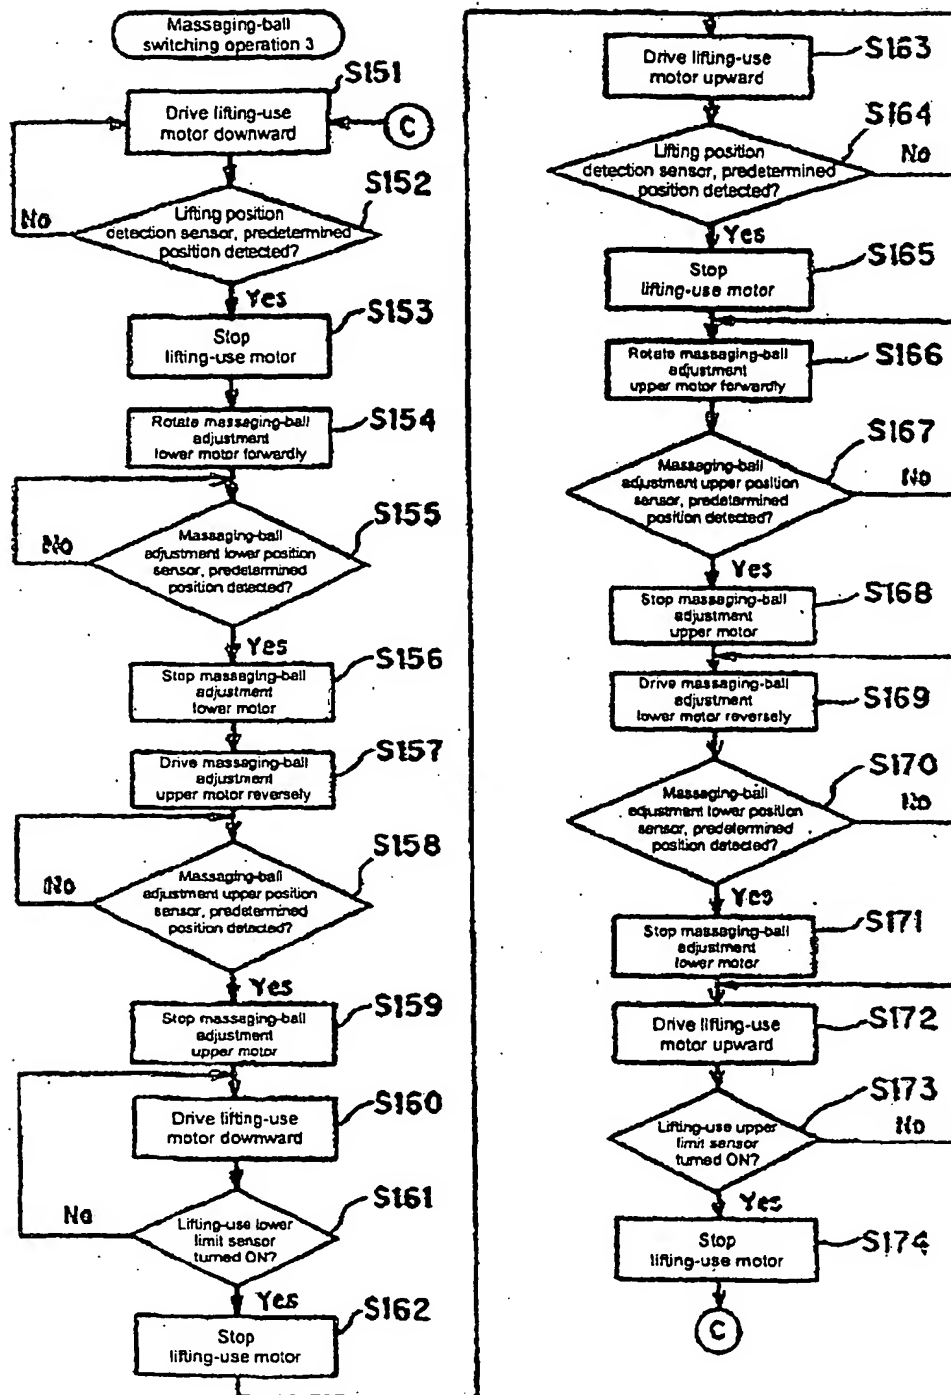 Massaging-ball
switching operation 3
S151
Drive lifting-use
motor downward
C
S152
Lifting position
detection sensor, predetermined
position detected?
No
Yes
S153
Stop
lifting-use motor
S154
Rotate massaging-ball
adjustment
lower motor forwardly
S155
Massaging-ball
adjustment lower position
sensor, predetermined
position detected?
No
Yes
S156
Stop massaging-ball
adjustment
lower motor
S157
Drive massaging-ball
adjustment
upper motor reversely
S158
Massaging-ball
adjustment upper position
sensor, predetermined
position detected?
No
Yes
S159
Stop massaging-ball
adjustment
upper motor
S160
Drive lifting-use
motor downward
S161
Lifting-use lower
limit sensor
turned ON?
No
Yes
S162
Stop
lifting-use motor
S163
Drive lifting-use
motor upward
S164
Lifting position
detection sensor, predetermined
position detected?
No
Yes
S165
Stop
lifting-use motor
S166
Rotate massaging-ball
adjustment
upper motor forwardly
S167
Massaging-ball
adjustment upper position
sensor, predetermined
position detected?
No
Yes
S168
Stop massaging-ball
adjustment
upper motor
S169
Drive massaging-ball
adjustment
lower motor reversely
S170
Massaging-ball
adjustment lower position
sensor, predetermined
position detected?
No
Yes
S171
Stop massaging-ball
adjustment
lower motor
S172
Drive lifting-use
motor upward
S173
Lifting-use upper
limit sensor
turned ON?
No
Yes
S174
Stop
lifting-use motor
C